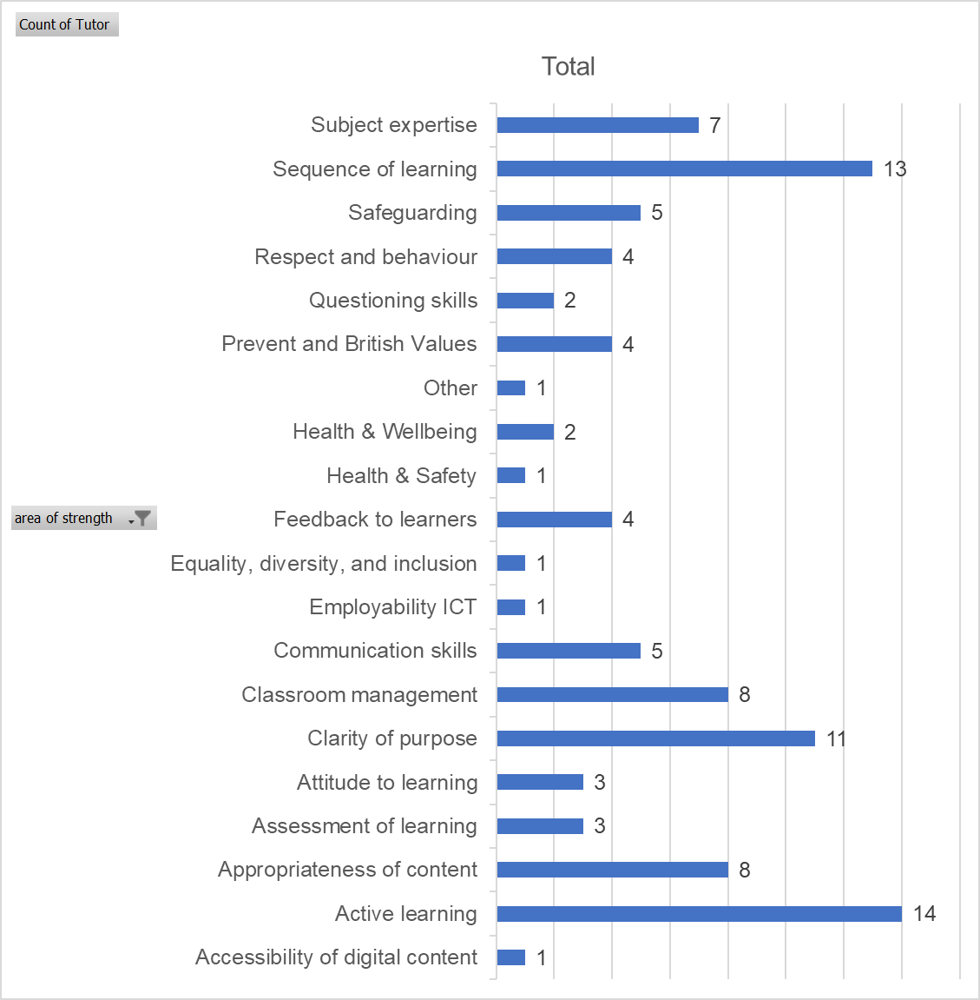 Count of Tutor
Total
Subject expertise 7
Sequence of learning 13
Safeguarding 5
Respect and behaviour 4
Questioning skills 2
Prevent and British Values 4
Other 1
Health & Wellbeing 2
Health & Safety 1
area of strength
Feedback to learners 4
Equality, diversity, and inclusion 1
Employability ICT 1
Communication skills 5
Classroom management 8
Clarity of purpose 11
Attitude to learning 3
Assessment of learning 3
Appropriateness of content 8
Active learning 14
Accessibility of digital content 1